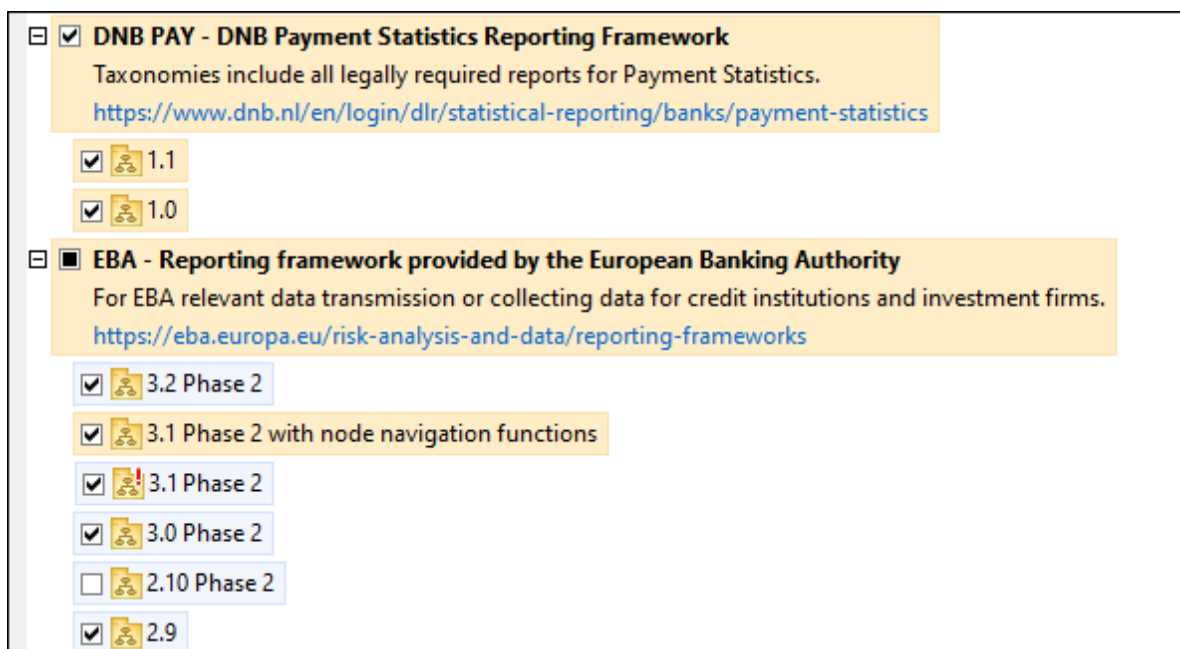 DNB PAY - DNB Payment Statistics Reporting Framework
Taxonomies include all legally required reports for Payment Statistics.
https://www.dnb.nl/en/login/dlr/statistical-reporting/banks/payment-statistics
1.1
1.0
EBA - Reporting framework provided by the European Banking Authority
For EBA relevant data transmission or collecting data for credit institutions and investment firms.
https://eba.europa.eu/risk-analysis-and-data/reporting-frameworks
3.2 Phase 2
3.1 Phase 2 with node navigation functions
3.1 Phase 2
3.0 Phase 2
2.10 Phase 2
2.9